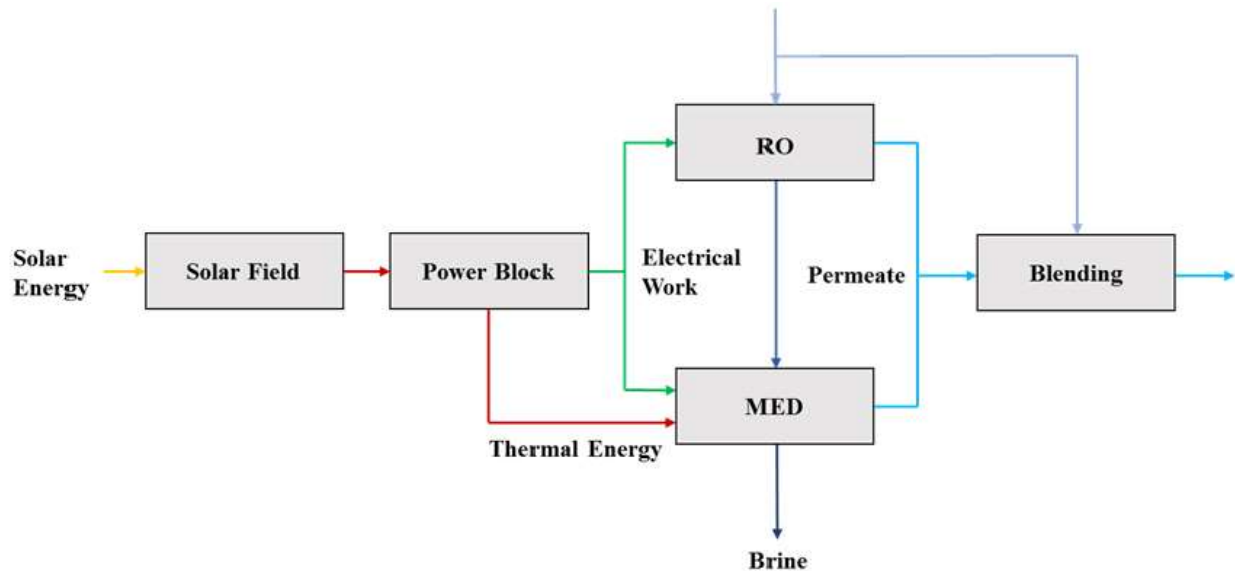 RO
Solar
Energy
Solar Field
Power Block
Electrical
Work
Permeate
Blending
MED
Thermal Energy
Brine